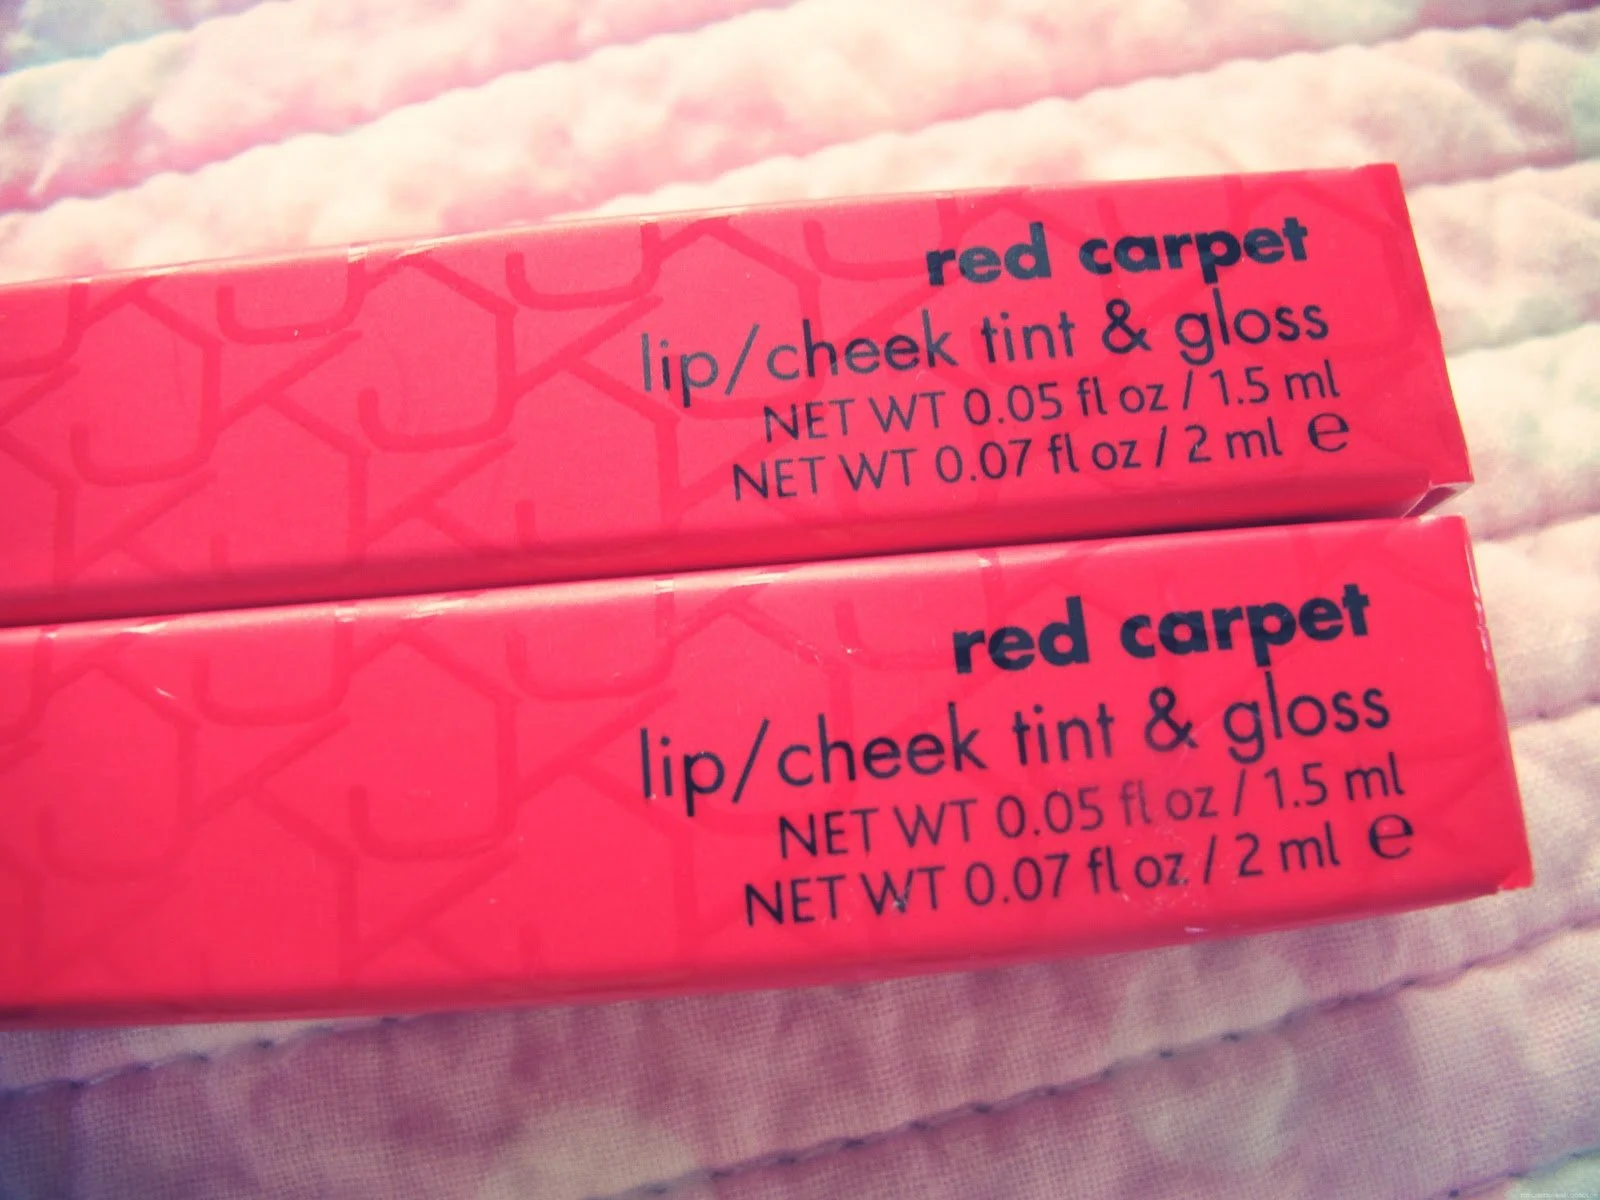 red carpet
lip/cheek tint & gloss
NET WT 0.05 fl oz / 1.5 ml
NET WT 0.07 fl oz / 2 ml ℮
red carpet
lip/cheek tint & gloss
NET WT 0.05 fl oz / 1.5 ml
NET WT 0.07 fl oz / 2 ml ℮